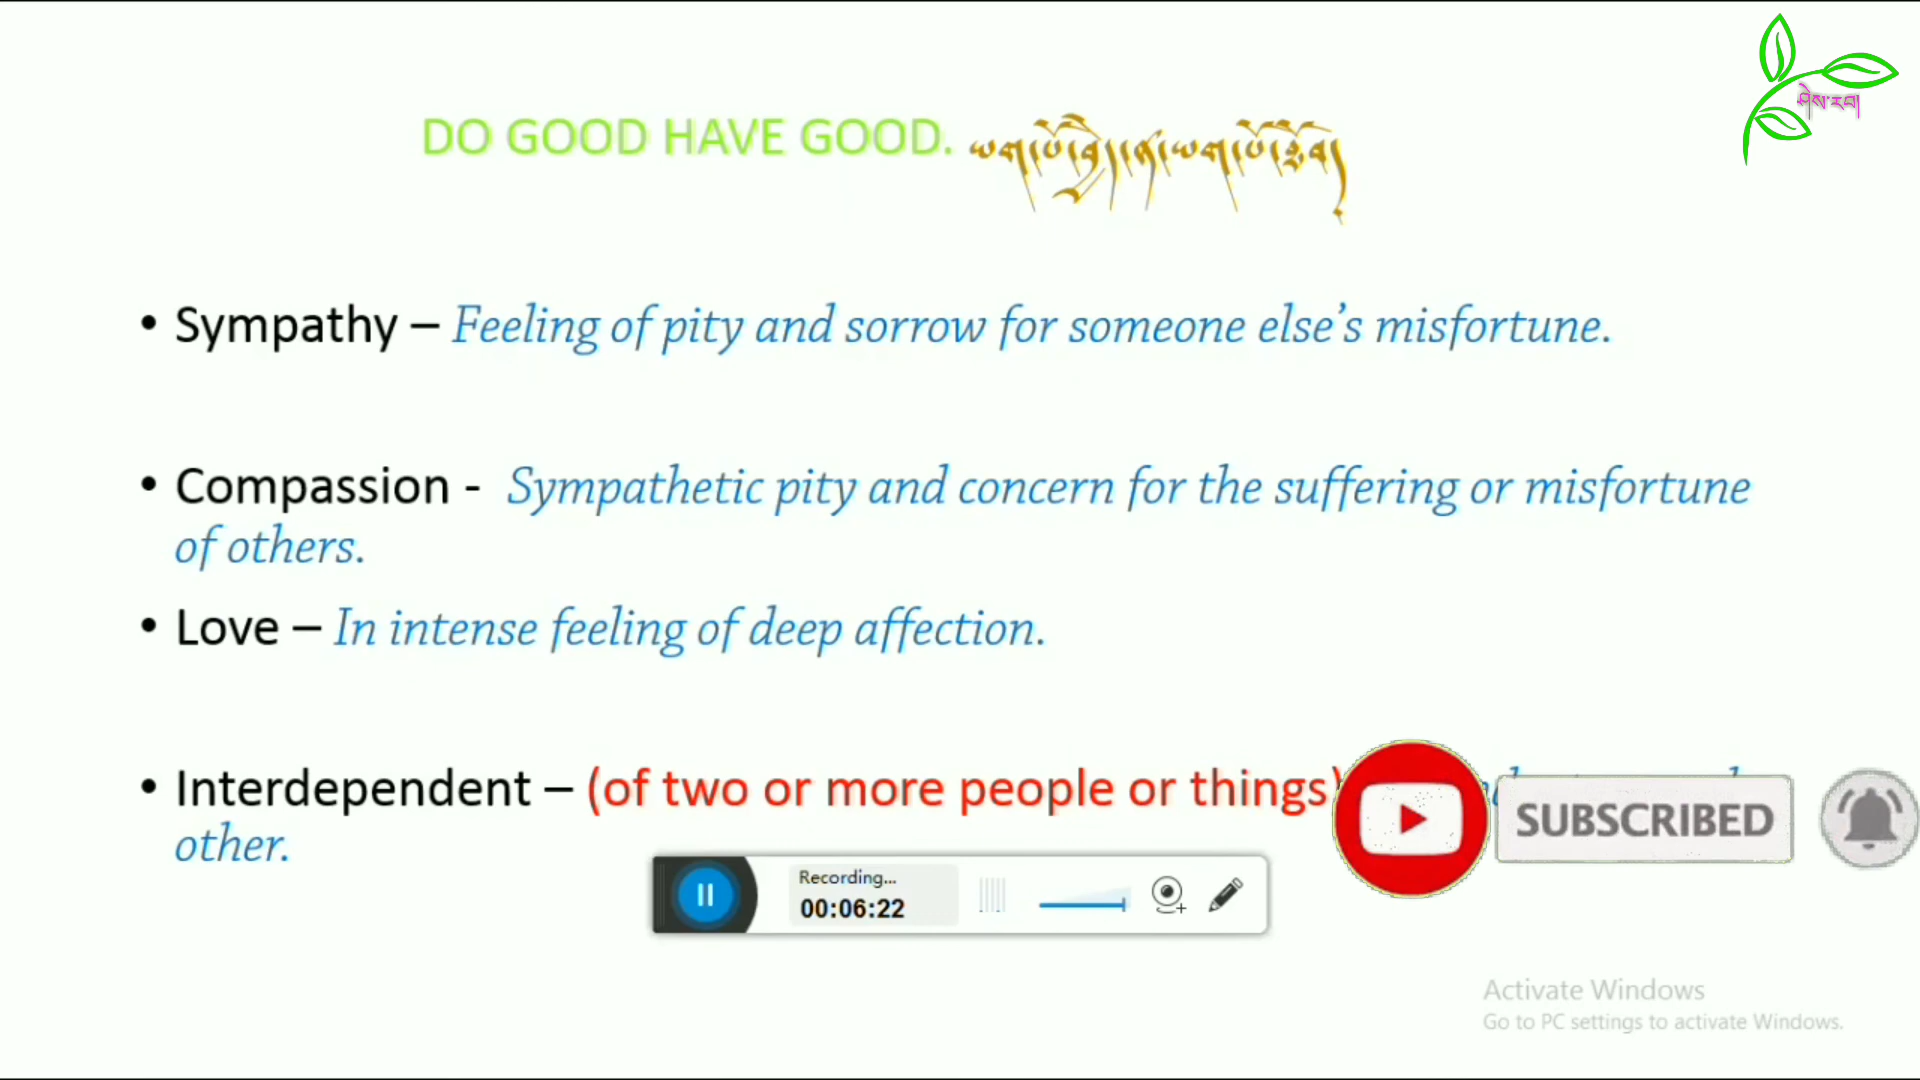 DO GOOD HAVE GOOD.
ཤེས་རབ།
• Sympathy – Feeling of pity and sorrow for someone else’s misfortune.
• Compassion - Sympathetic pity and concern for the suffering or misfortune
of others.
• Love – In intense feeling of deep affection.
• Interdependent – (of two or more people or things)
other.
SUBSCRIBED
Recording...
00:06:22
Activate Windows
Go to PC settings to activate Windows.